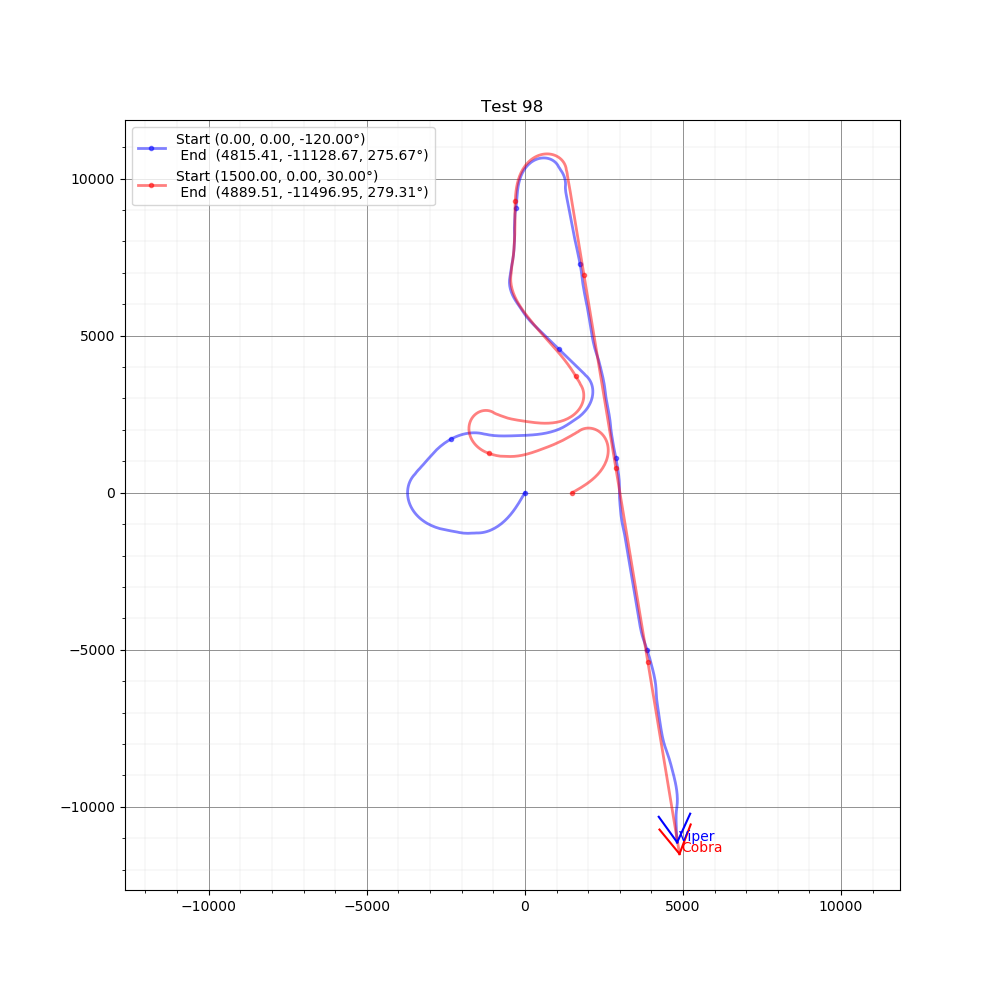 Test 98
Start (0.00, 0.00, -120.00°)
End (4815.41, -11128.67, 275.67°)
Start (1500.00, 0.00, 30.00°)
End (4889.51, -11496.95, 279.31°)
10000
5000
0
−5000
−10000
Viper
Cobra
−10000
−5000
0
5000
10000